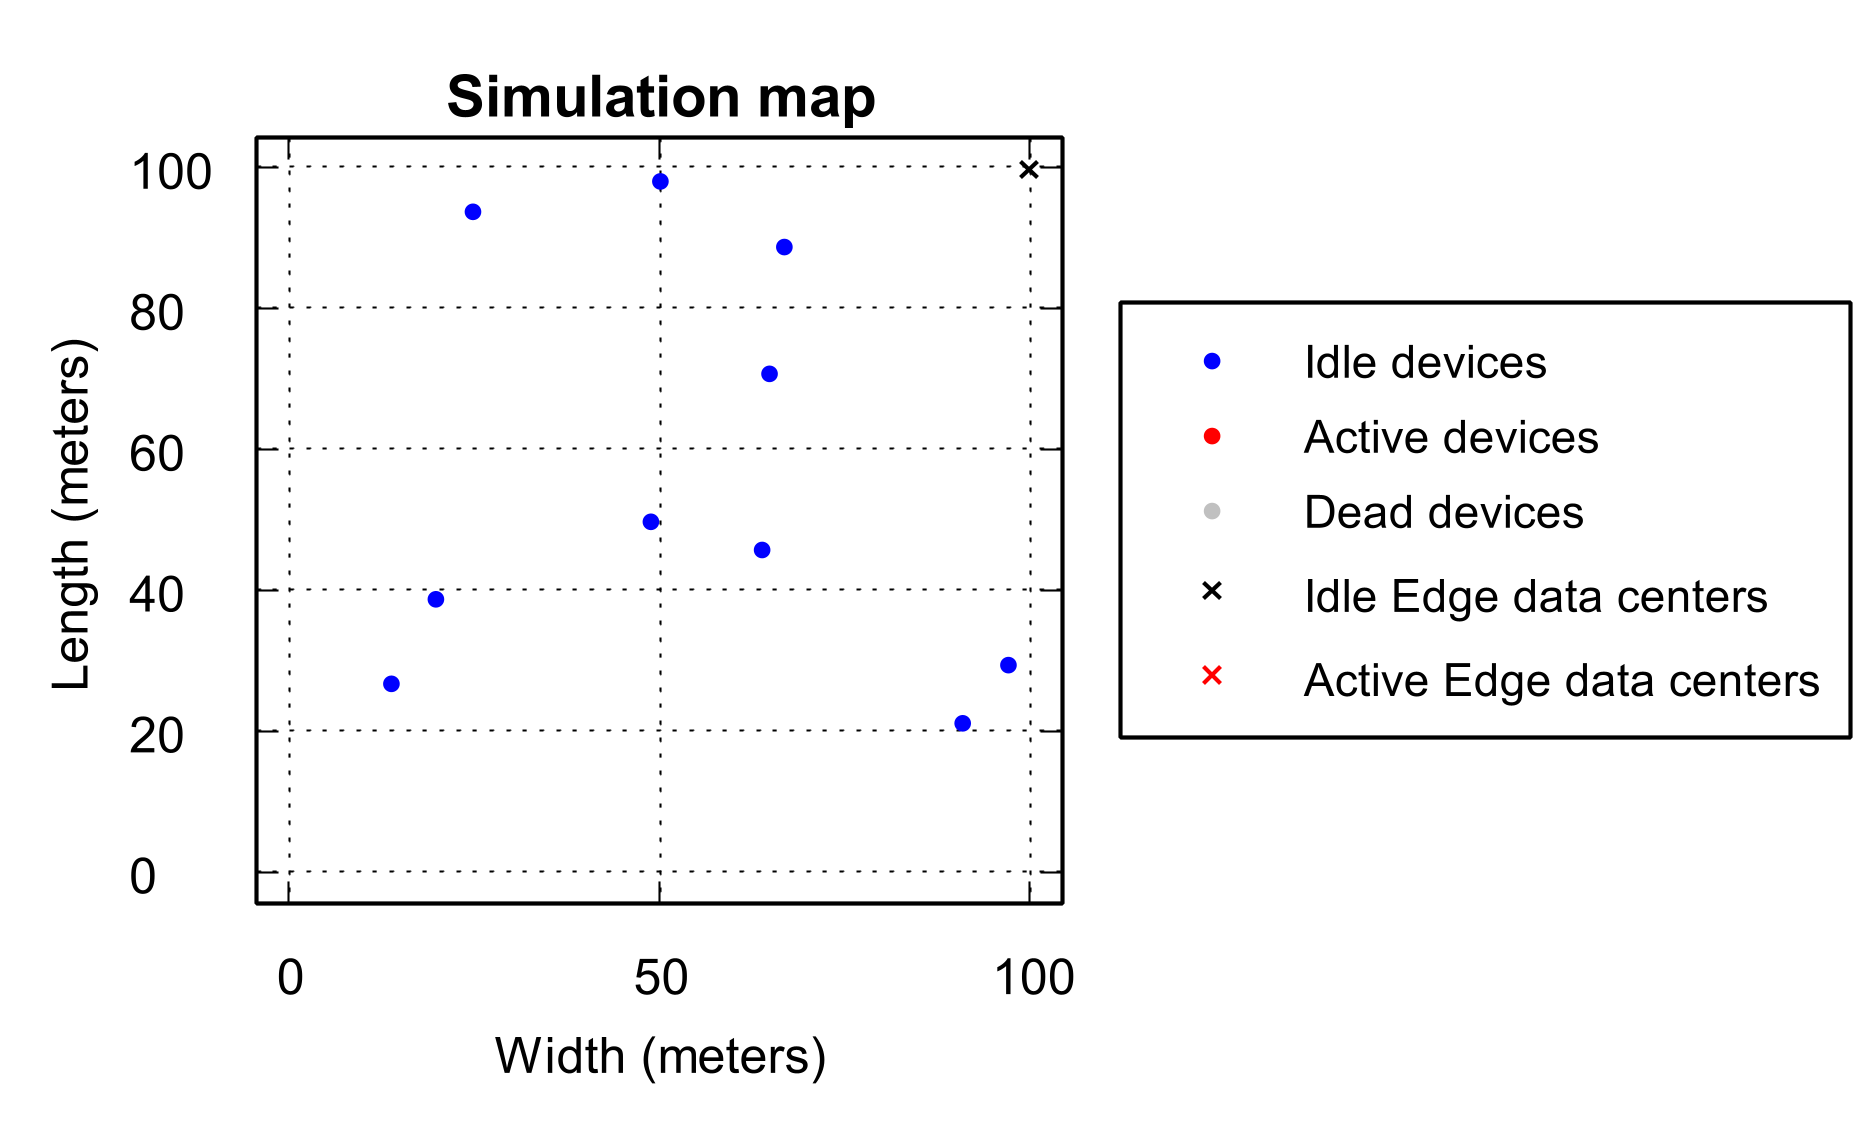 Simulation map
100
80
60
40
20
0
Length (meters)
0 50 100
Width (meters)
Idle devices
Active devices
Dead devices
Idle Edge data centers
Active Edge data centers